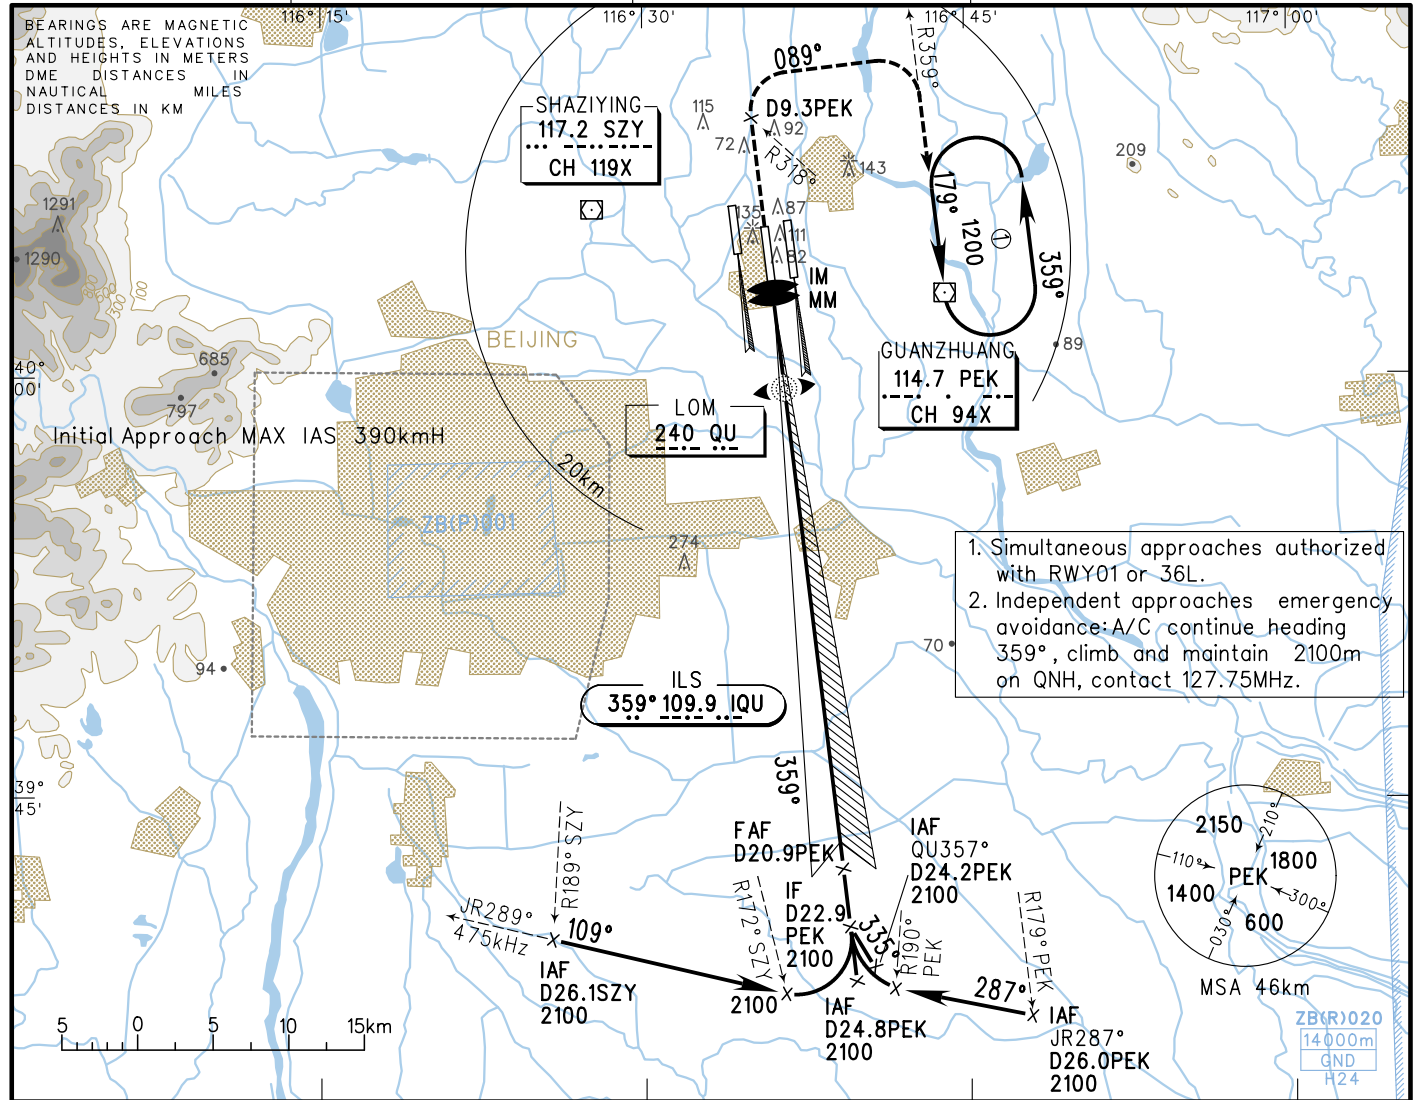 116°15'
116°30'
116°45'
117°00'
BEARINGS ARE MAGNETIC
ALTITUDES, ELEVATIONS
AND HEIGHTS IN METERS
DME DISTANCES IN
NAUTICAL MILES
DISTANCES IN KM
089°
R359°
D9.3PEK
SHAZIYING
117.2 SZY
CH 119X
115
92
72
R318°
143
209
1291
1290
135
87
111
82
179°
1200
①
359°
IM
MM
800
600
300
100
BEIJING
685
797
89
40°
00'
GUANZHUANG
114.7 PEK
CH 94X
LOM
240 QU
Initial Approach MAX IAS 390kmH
20km
ZB(P)001
274
1. Simultaneous approaches authorized
with RWY01 or 36L.
2. Independent approaches emergency
avoidance: A/C continue heading
359°, climb and maintain 2100m
on QNH, contact 127.75MHz.
70
94
ILS
359° 109.9 IQU
359°
39°
45'
FAF
D20.9PEK
IAF
QU357°
D24.2PEK
2100
R189° SZY
R172° SZY
IF
D22.9
PEK
2100
335°
R190°
PEK
R179° PEK
JR289°
475kHz
109°
IAF
D26.1SZY
2100
2100
IAF
D24.8PEK
2100
287°
IAF
JR287°
D26.0PEK
2100
2150
210°
110°
PEK
1800
1400
300°
030°
600
MSA 46km
5 0 5 10 15km
ZB(R)020
14000m
GND
H24